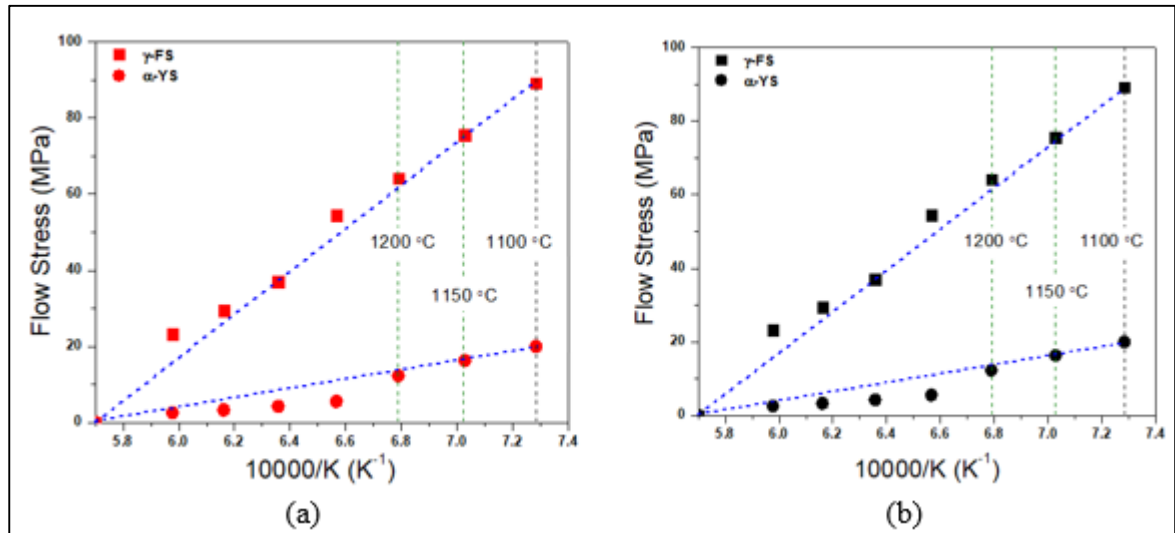 100
γ-FS
α-YS
80
60
40
20
0
Flow Stress (MPa)
1200 °C
1100 °C
1150 °C
5.8 6.0 6.2 6.4 6.6 6.8 7.0 7.2 7.4
10000/K (K⁻¹)
(a)
100
γ-FS
α-YS
80
60
40
20
0
Flow Stress (MPa)
1200 °C
1100 °C
1150 °C
5.8 6.0 6.2 6.4 6.6 6.8 7.0 7.2 7.4
10000/K (K⁻¹)
(b)